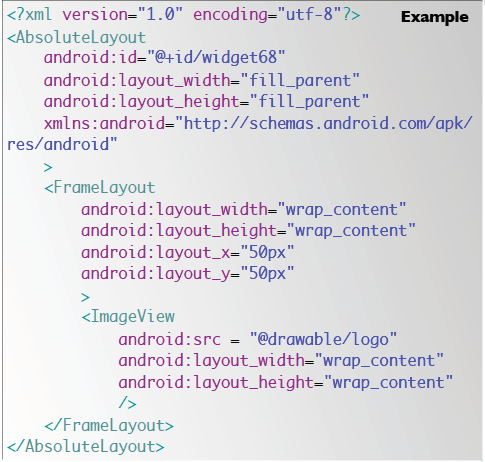 <?xml version="1.0" encoding="utf-8"?> Example
<AbsoluteLayout
    android:id="@+id/widget68"
    android:layout_width="fill_parent"
    android:layout_height="fill_parent"
    xmlns:android="http://schemas.android.com/apk/
res/android"
    >
    <FrameLayout
        android:layout_width="wrap_content"
        android:layout_height="wrap_content"
        android:layout_x="50px"
        android:layout_y="50px"
        >
        <ImageView
            android:src = "@drawable/logo"
            android:layout_width="wrap_content"
            android:layout_height="wrap_content"
            />
    </FrameLayout>
</AbsoluteLayout>